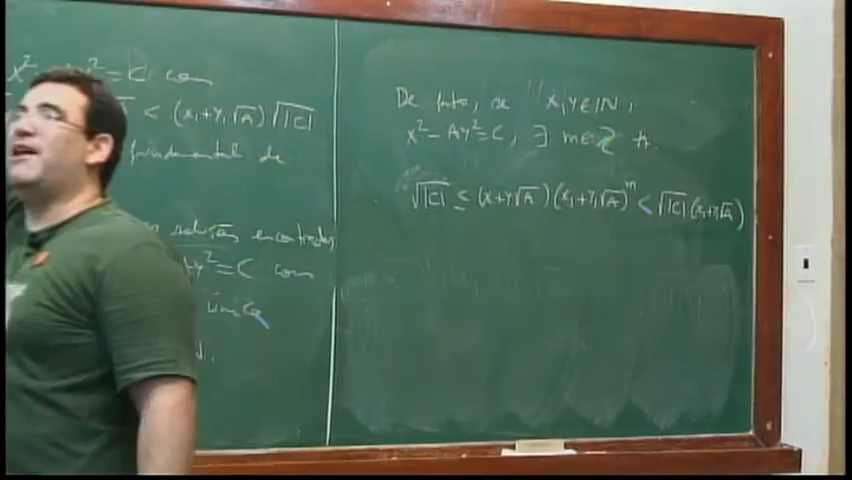 x² - Ay² = C com
< (x₁+y₁√A) √|C|
fundamental de
soluções encontradas
+y² = C com
única
De fato, se x,y∈ℕ,
x² - Ay² = C, ∃ m∈ℤ t.
√|C| ≤ (x+y√A)(x₁+y₁√A)ᵐ < √|C|(x₁+y₁√A)